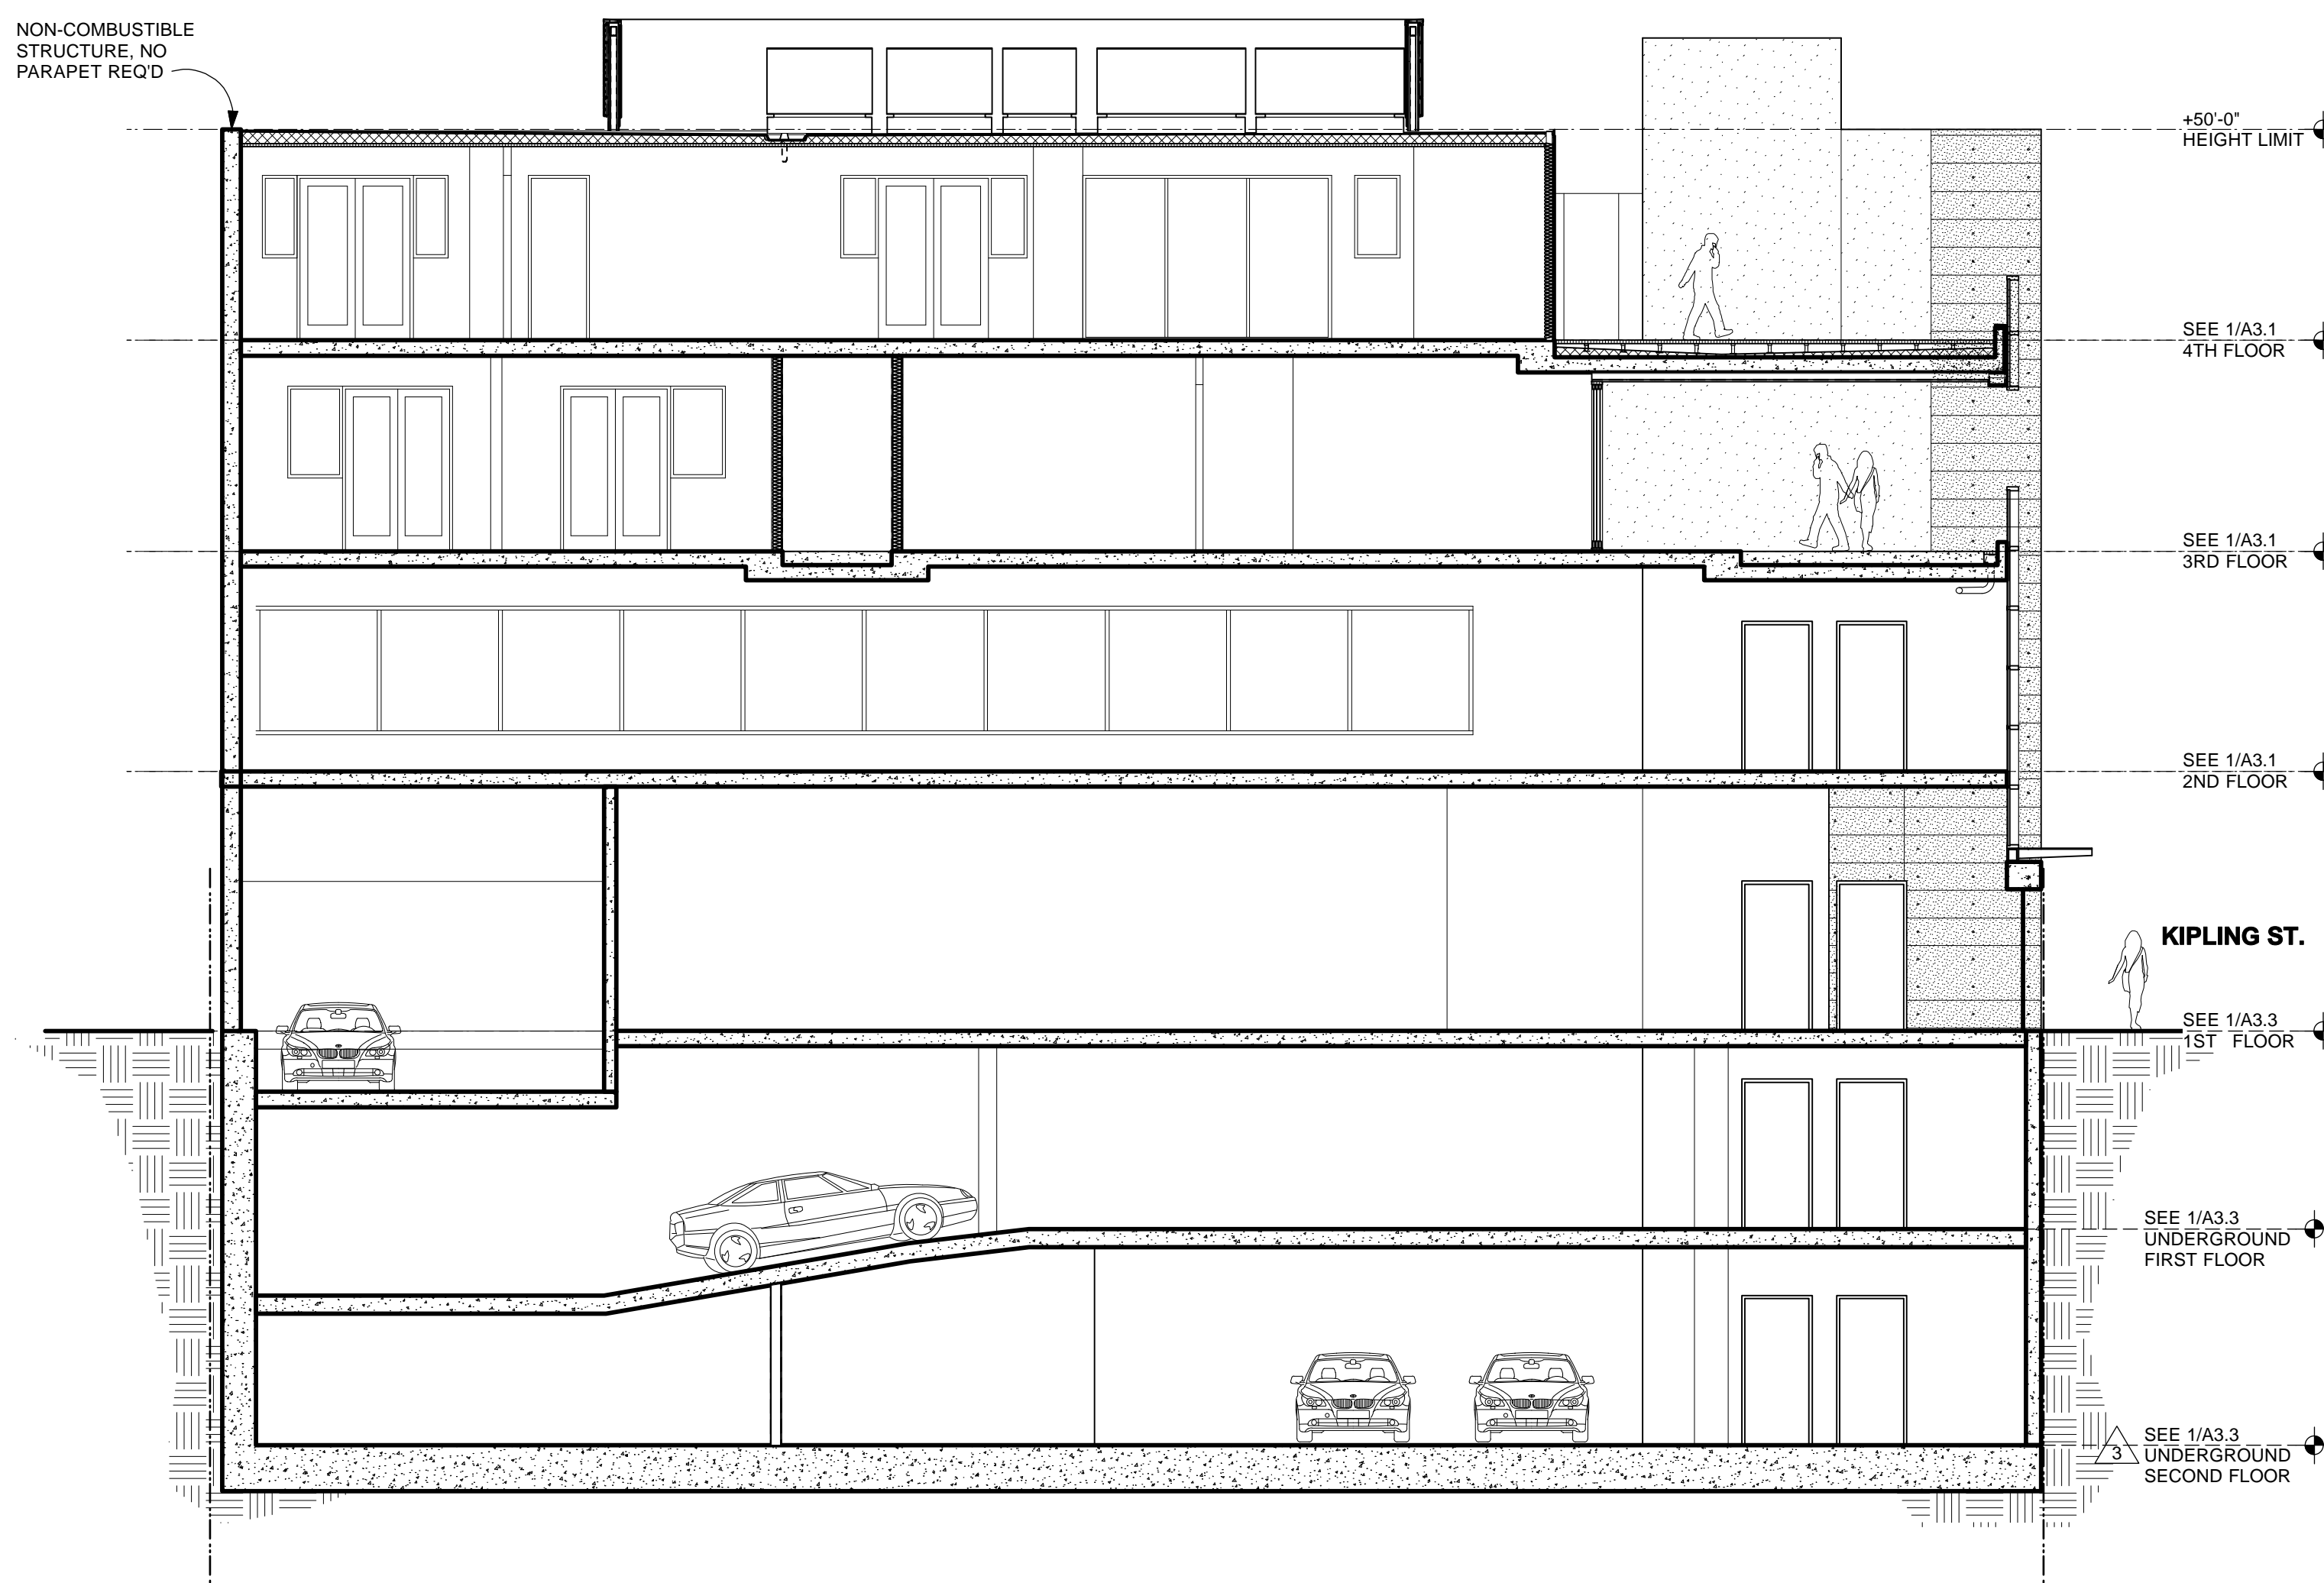 NON-COMBUSTIBLE
STRUCTURE, NO
PARAPET REQ'D
+50'-0"
HEIGHT LIMIT
SEE 1/A3.1
4TH FLOOR
SEE 1/A3.1
3RD FLOOR
SEE 1/A3.1
2ND FLOOR
KIPLING ST.
SEE 1/A3.3
1ST FLOOR
SEE 1/A3.3
UNDERGROUND
FIRST FLOOR
3
SEE 1/A3.3
UNDERGROUND
SECOND FLOOR